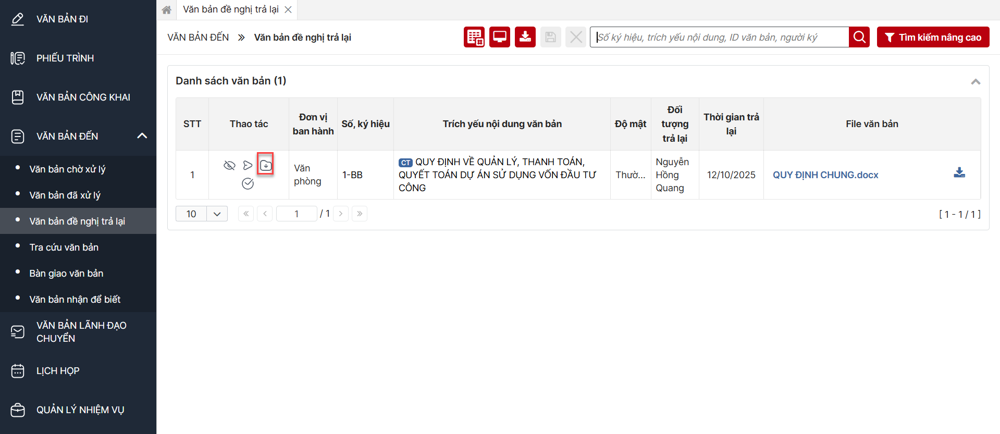 VĂN BẢN ĐI
PHIẾU TRÌNH
VĂN BẢN CÔNG KHAI
VĂN BẢN ĐẾN
Văn bản chờ xử lý
Văn bản đã xử lý
Văn bản đề nghị trả lại
Tra cứu văn bản
Bàn giao văn bản
Văn bản nhận để biết
VĂN BẢN LÃNH ĐẠO
CHUYỂN
LỊCH HỌP
QUẢN LÝ NHIỆM VỤ
Văn bản đề nghị trả lại
VĂN BẢN ĐẾN » Văn bản đề nghị trả lại
Số ký hiệu, trích yếu nội dung, ID văn bản, người ký
Tìm kiếm nâng cao
Danh sách văn bản (1)
STT
Thao tác
Đơn vị
ban hành
Số, ký hiệu
Trích yếu nội dung văn bản
Độ mật
Đối
tượng
trả lại
Thời gian trả
lại
File văn bản
1
Văn
phòng
1-BB
CT QUY ĐỊNH VỀ QUẢN LÝ, THANH TOÁN,
QUYẾT TOÁN DỰ ÁN SỬ DỤNG VỐN ĐẦU TƯ
CÔNG
Thườ...
Nguyễn
Hồng
Quang
12/10/2025
QUY ĐỊNH CHUNG.docx
10
« ‹ 1 / 1 › »
[ 1 - 1 / 1 ]